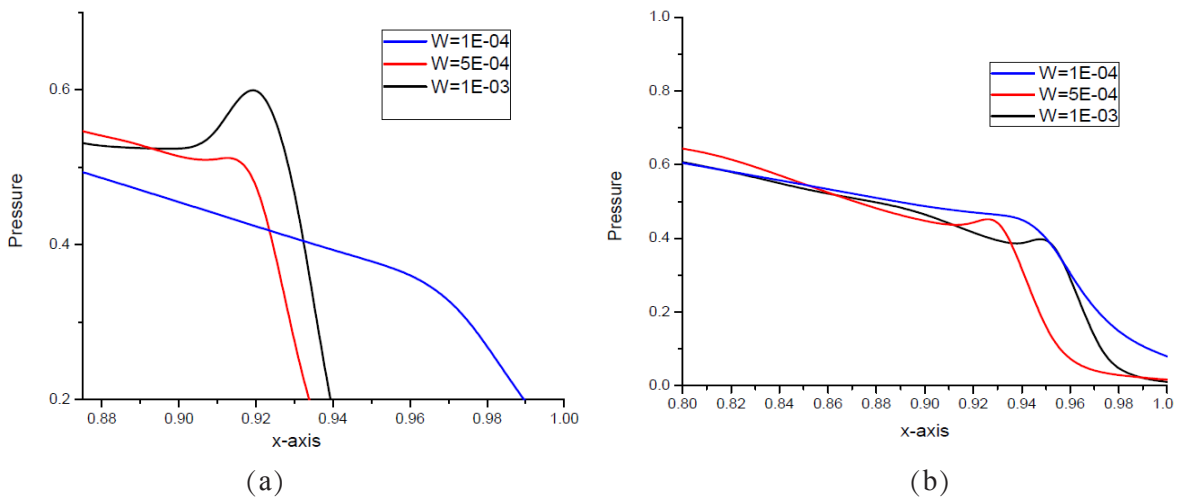 W=1E-04
W=5E-04
W=1E-03
0.6
0.4
0.2
Pressure
0.88 0.90 0.92 0.94 0.96 0.98 1.00
x-axis
(a)
W=1E-04
W=5E-04
W=1E-03
1.0
0.8
0.6
0.4
0.2
0.0
Pressure
0.80 0.82 0.84 0.86 0.88 0.90 0.92 0.94 0.96 0.98 1.0
x-axis
(b)